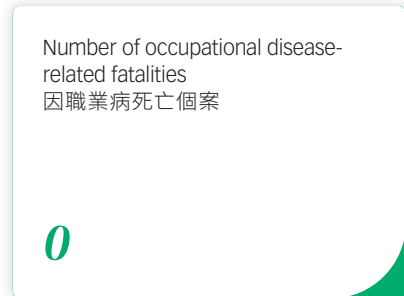 Number of occupational disease-
related fatalities
因職業病死亡個案
0